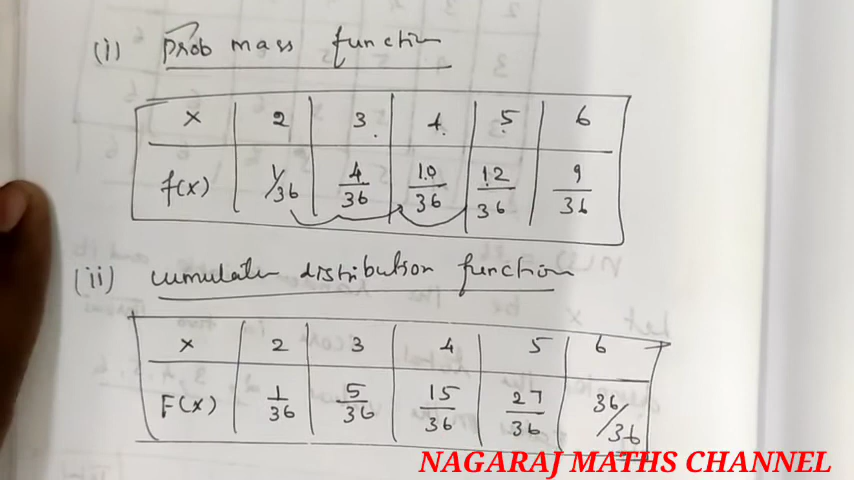 (i) Prob mass function
x 2 3 4 5 6
f(x) 1/36 4/36 10/36 12/36 9/36
(ii) cumulative distribution function
x 2 3 4 5 6
F(x) 1/36 5/36 15/36 27/36 36/36
NAGARAJ MATHS CHANNEL